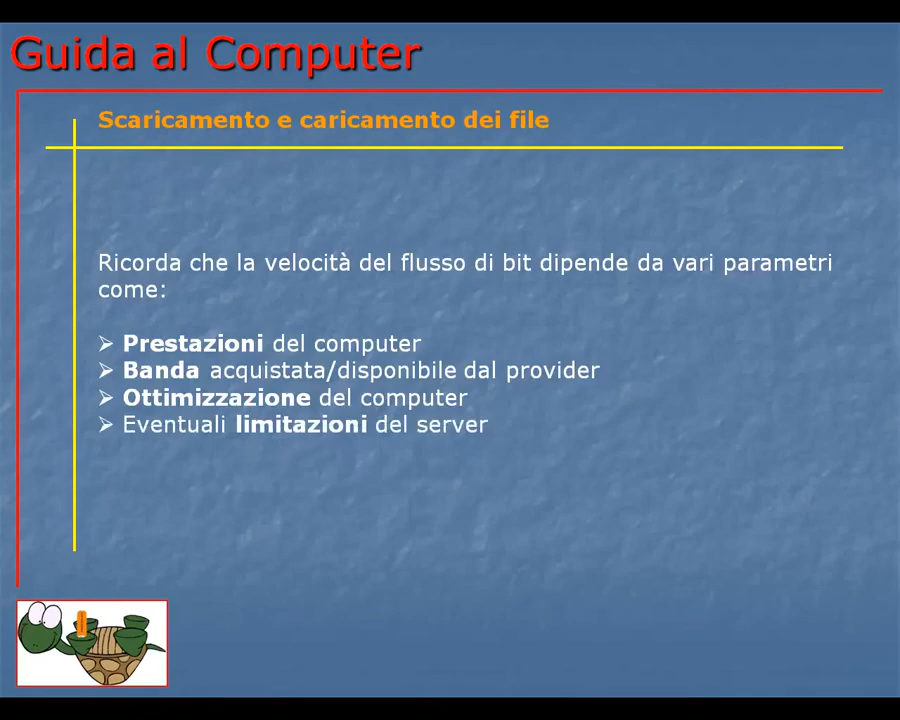 Guida al Computer
Scaricamento e caricamento dei file
Ricorda che la velocità del flusso di bit dipende da vari parametri
come:
➢ Prestazioni del computer
➢ Banda acquistata/disponibile dal provider
➢ Ottimizzazione del computer
➢ Eventuali limitazioni del server